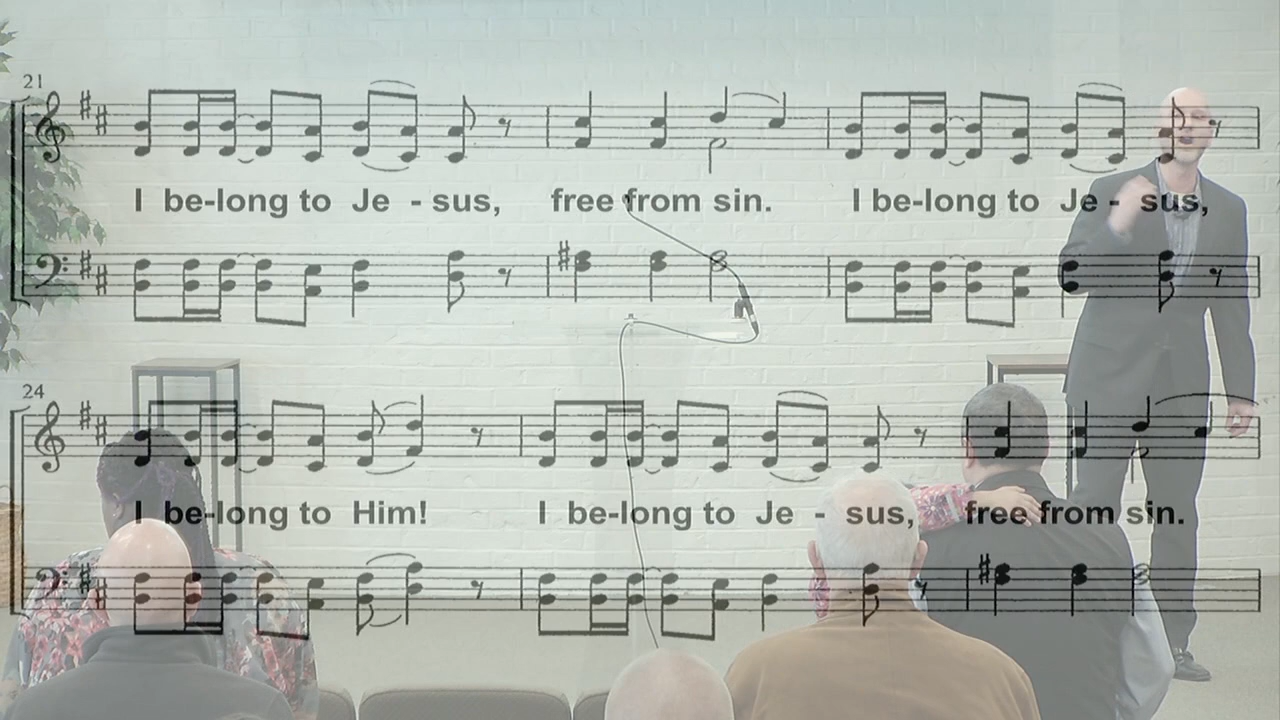 21
I be-long to Je - sus, free from sin. I be-long to Je - sus,
24
I be-long to Him! I be-long to Je - sus, free from sin.